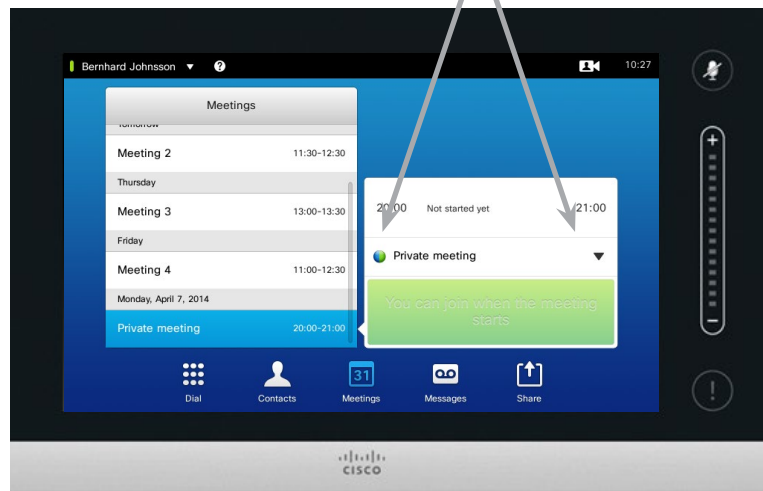 Bernhard Johnsson
?
10:27
Meetings
Tomorrow
Meeting 2 11:30-12:30
Thursday
Meeting 3 13:00-13:30
Friday
Meeting 4 11:00-12:30
Monday, April 7, 2014
Private meeting 20:00-21:00
20:00 Not started yet 21:00
Private meeting
You can join when the meeting
starts
31
Dial Contacts Meetings Messages Share
+
-
!
CISCO